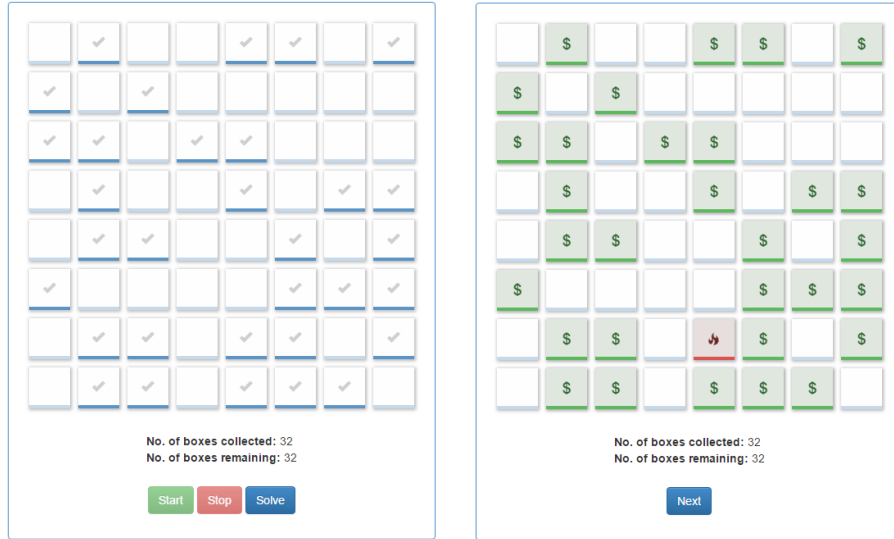 $ $ $ $
$ $
$ $ $ $
$ $ $ $
$ $ $ $
$ $ $ $
$ $ $ $
$ $ $ $ $
No. of boxes collected: 32
No. of boxes remaining: 32
Start Stop Solve
No. of boxes collected: 32
No. of boxes remaining: 32
Next